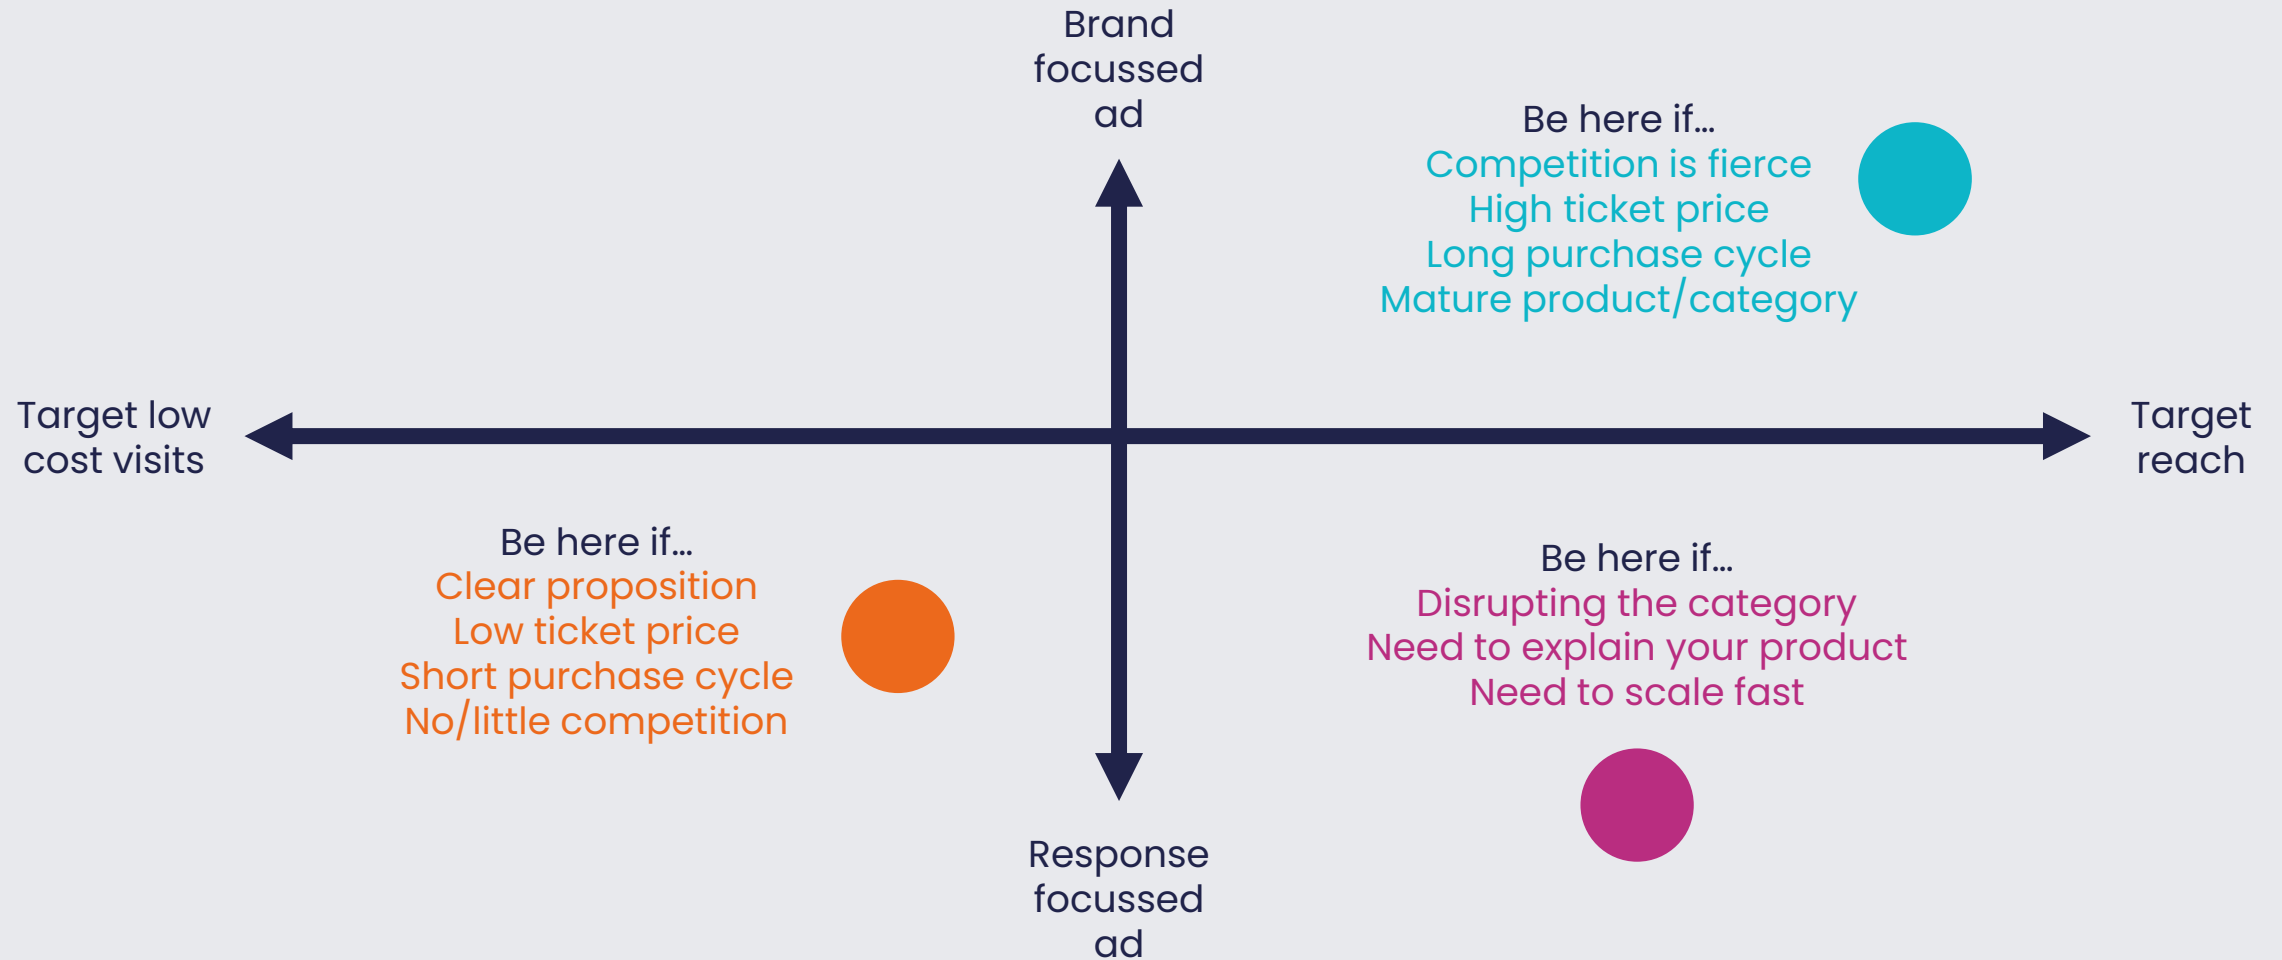 Brand
focussed
ad
Be here if...
Competition is fierce
High ticket price
Long purchase cycle
Mature product/category
Target low
cost visits
Target
reach
Be here if...
Clear proposition
Low ticket price
Short purchase cycle
No/little competition
Be here if...
Disrupting the category
Need to explain your product
Need to scale fast
Response
focussed
ad